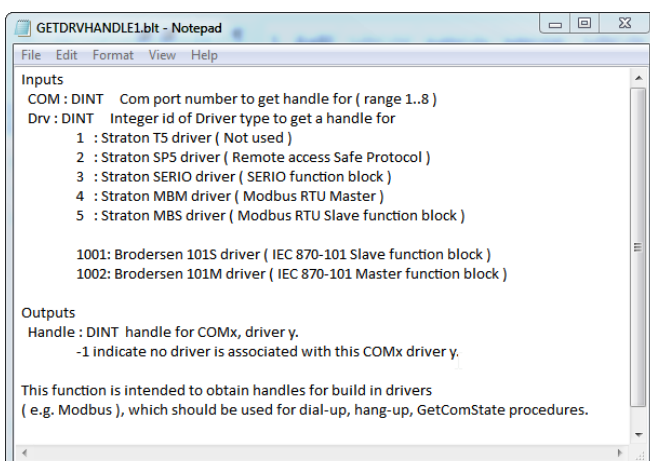 GETDRVHANDLE1.blt - Notepad
File Edit Format View Help
Inputs
COM : DINT Com port number to get handle for ( range 1..8 )
Drv : DINT Integer id of Driver type to get a handle for
1 : Straton T5 driver ( Not used )
2 : Straton SP5 driver ( Remote access Safe Protocol )
3 : Straton SERIO driver ( SERIO function block )
4 : Straton MBM driver ( Modbus RTU Master )
5 : Straton MBS driver ( Modbus RTU Slave function block )
1001: Brodersen 101S driver ( IEC 870-101 Slave function block )
1002: Brodersen 101M driver ( IEC 870-101 Master function block )
Outputs
Handle : DINT handle for COMx, driver y.
-1 indicate no driver is associated with this COMx driver y.
This function is intended to obtain handles for build in drivers
( e.g. Modbus ), which should be used for dial-up, hang-up, GetComState procedures.